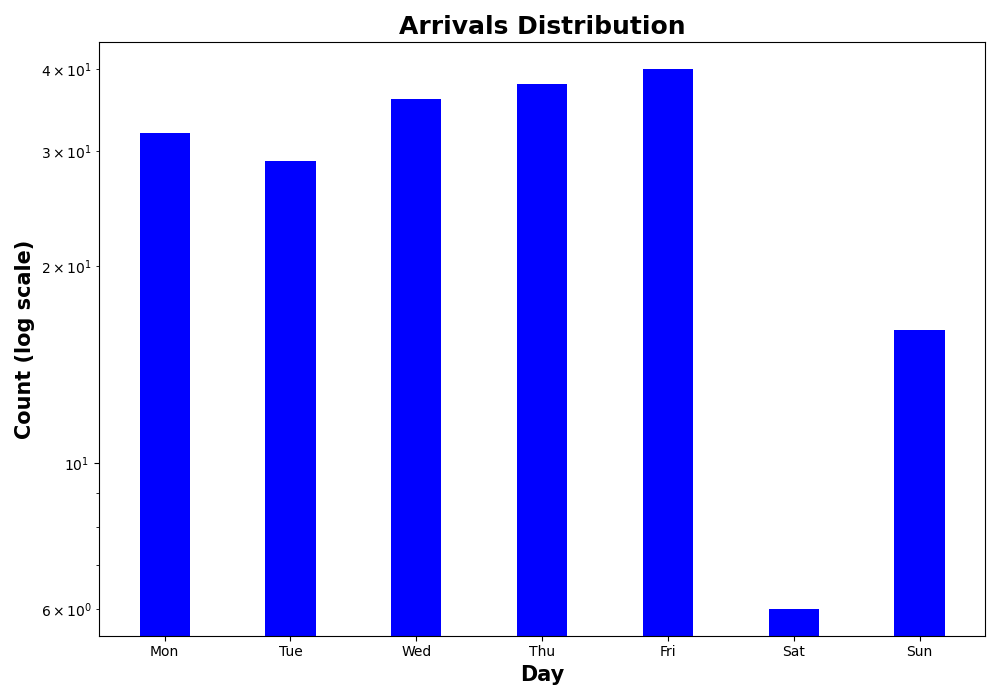 Arrivals Distribution
Count (log scale)
4 × 10¹
3 × 10¹
2 × 10¹
10¹
6 × 10⁰
Mon Tue Wed Thu Fri Sat Sun
Day